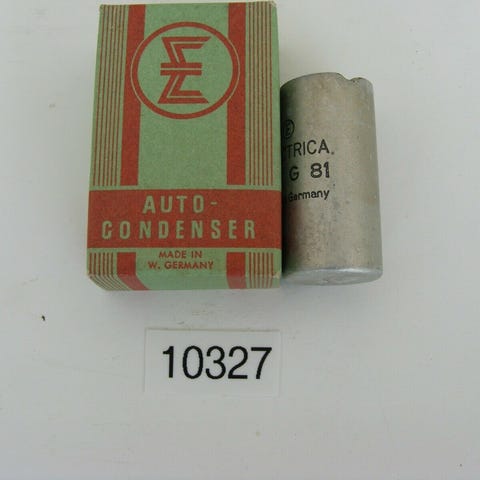 AUTO-
CONDENSER
MADE IN
W. GERMANY
TRICA.
G 81
Germany
10327